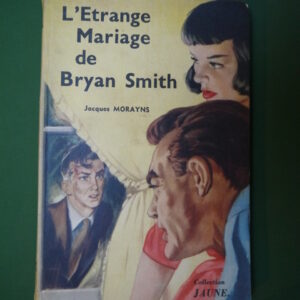 L'Etrange
Mariage
de
Bryan Smith
Jacques MORAYNS
Collection
JAUNE